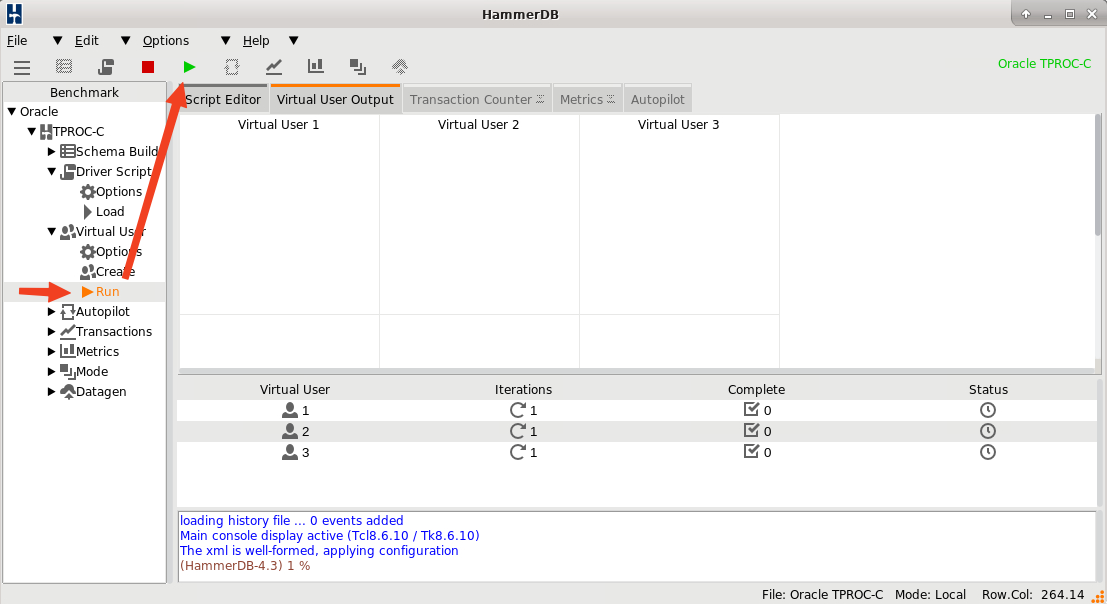 HammerDB
File Edit Options Help
Oracle TPROC-C
Benchmark
Oracle
TPROC-C
Schema Build
Driver Script
Options
Load
Virtual User
Options
Create
Run
Autopilot
Transactions
Metrics
Mode
Datagen
Script Editor Virtual User Output Transaction Counter Metrics Autopilot
Virtual User 1 Virtual User 2 Virtual User 3
Virtual User Iterations Complete Status
1 1 0
2 1 0
3 1 0
loading history file ... 0 events added
Main console display active (Tcl8.6.10 / Tk8.6.10)
The xml is well-formed, applying configuration
(HammerDB-4.3) 1 %
File: Oracle TPROC-C Mode: Local Row.Col: 264.14